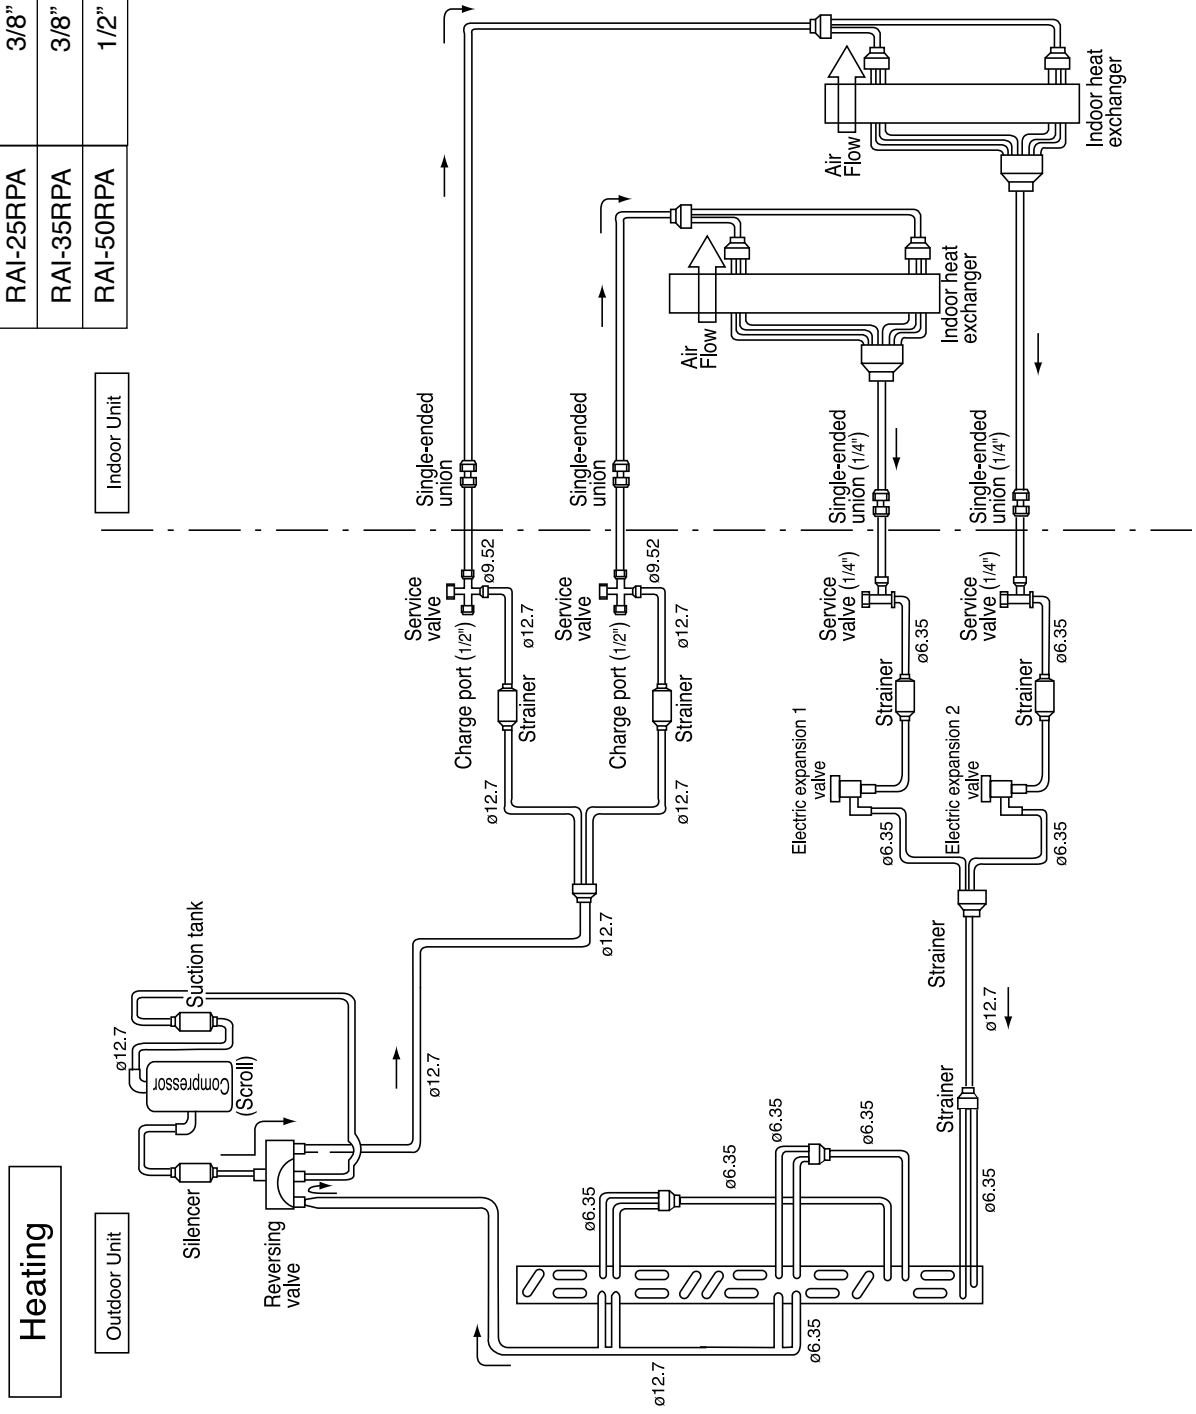 Heating
Outdoor Unit
Indoor Unit
RAI-25RPA 3/8"
RAI-35RPA 3/8"
RAI-50RPA 1/2"
Silencer
Reversing
valve
Compressor
(Scroll)
ø12.7
Suction tank
ø12.7
ø12.7
ø12.7
ø12.7
Charge port (1/2")
Strainer
ø12.7
Service
valve
ø9.52
Single-ended
union
Charge port (1/2")
Strainer
ø12.7
Service
valve
ø9.52
Single-ended
union
Air
Flow
Indoor heat
exchanger
Air
Flow
Indoor heat
exchanger
Electric expansion 1
valve
ø6.35
Strainer
ø6.35
Service
valve (1/4")
Single-ended
union (1/4")
Electric expansion 2
valve
ø6.35
Strainer
ø6.35
Service
valve (1/4")
Single-ended
union (1/4")
Strainer
ø12.7
Strainer
ø6.35
ø6.35
ø6.35
ø6.35
ø6.35
ø6.35
ø12.7